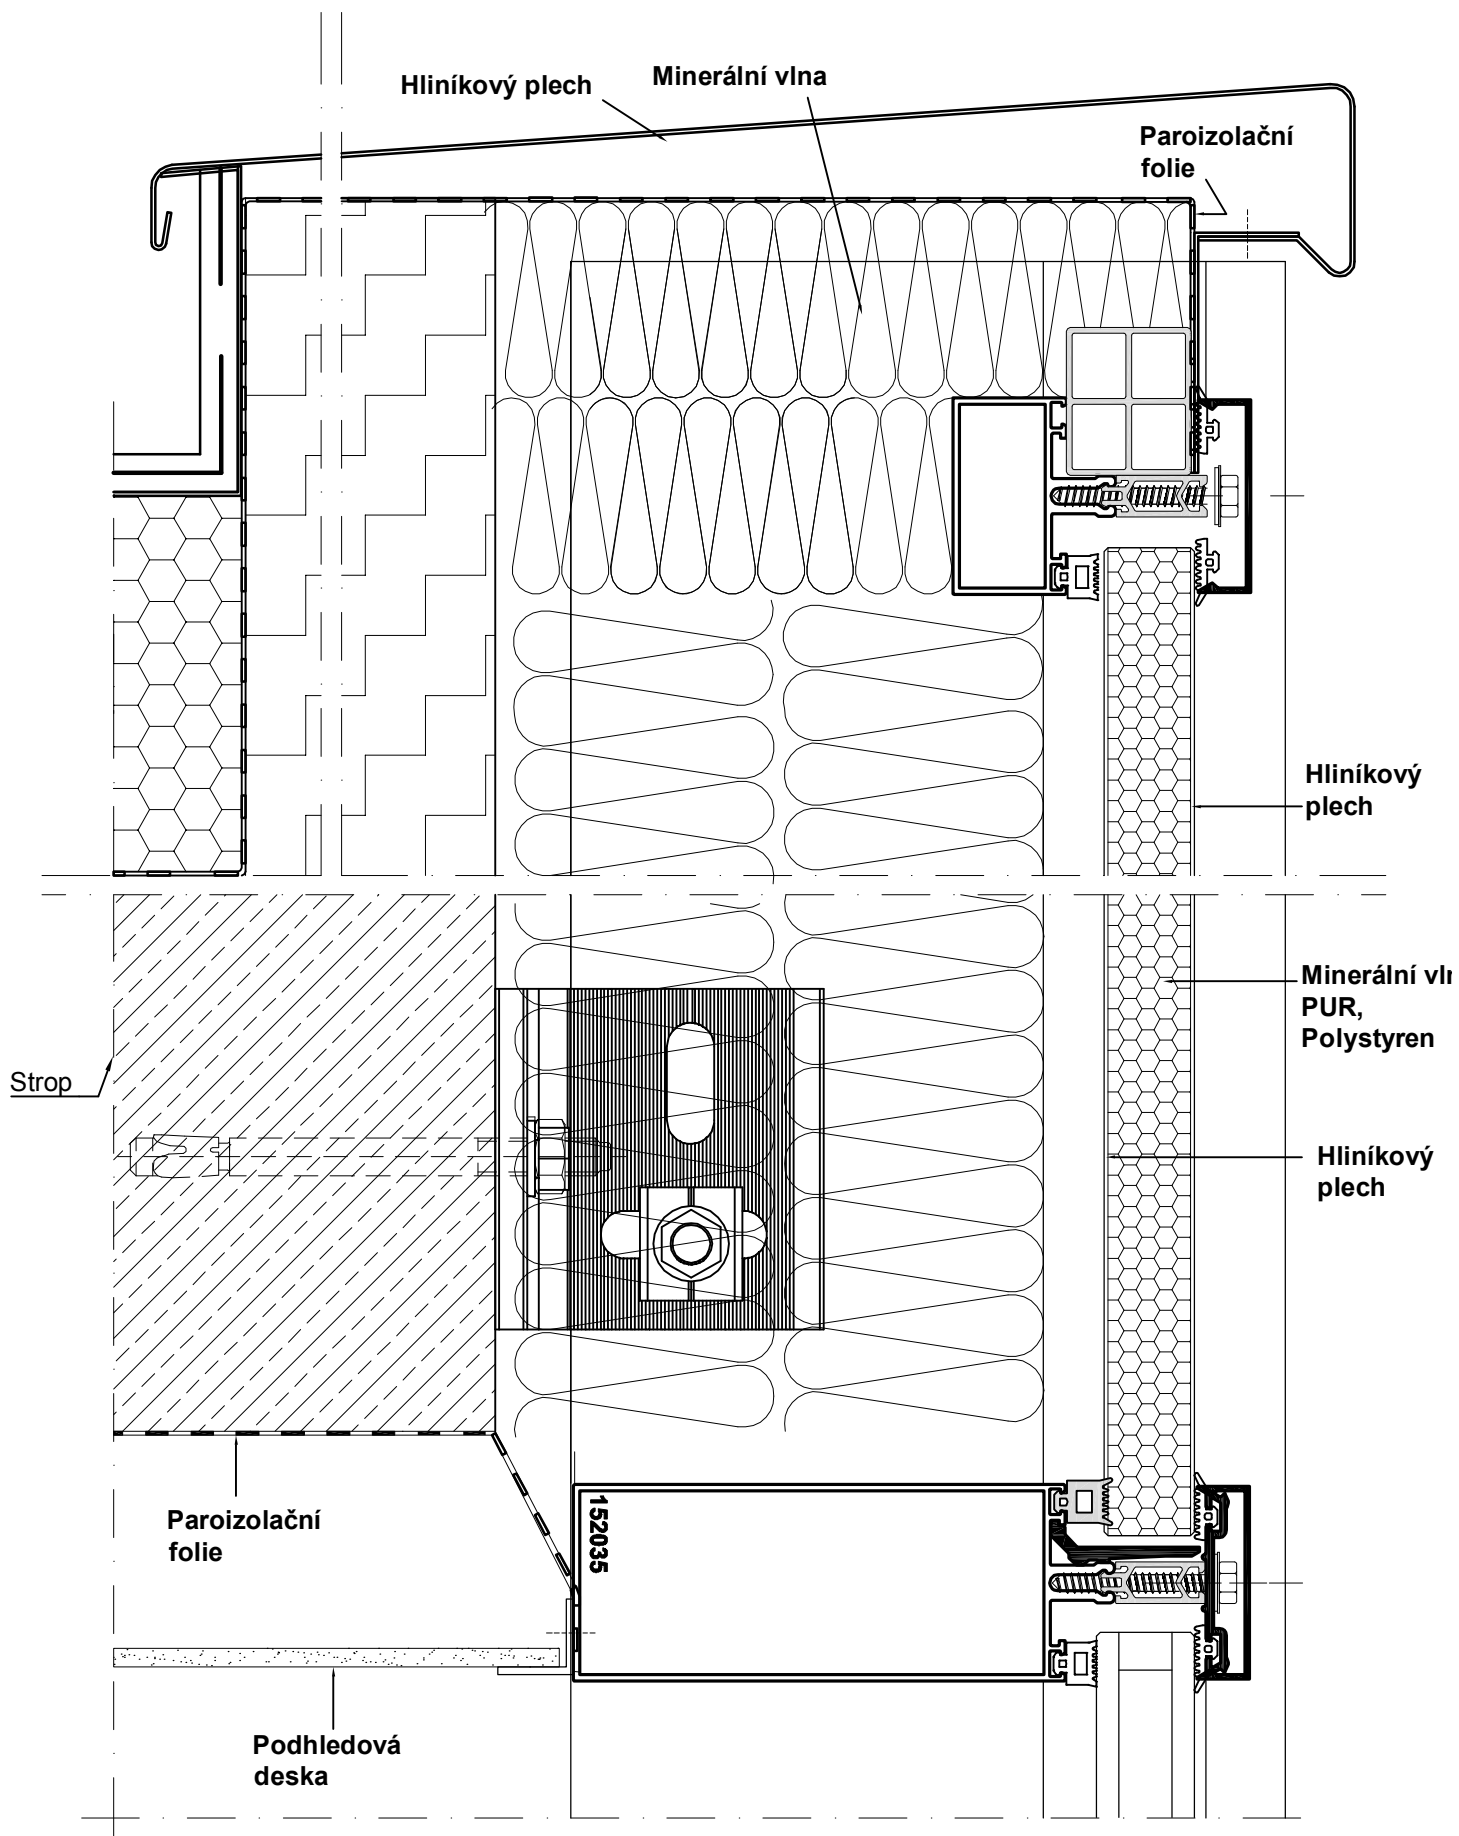 Hliníkový plech
Minerální vlna
Paroizolační
folie
Hliníkový
plech
Minerální vln
PUR,
Polystyren
Strop
Hliníkový
plech
152035
Paroizolační
folie
Podhledová
deska